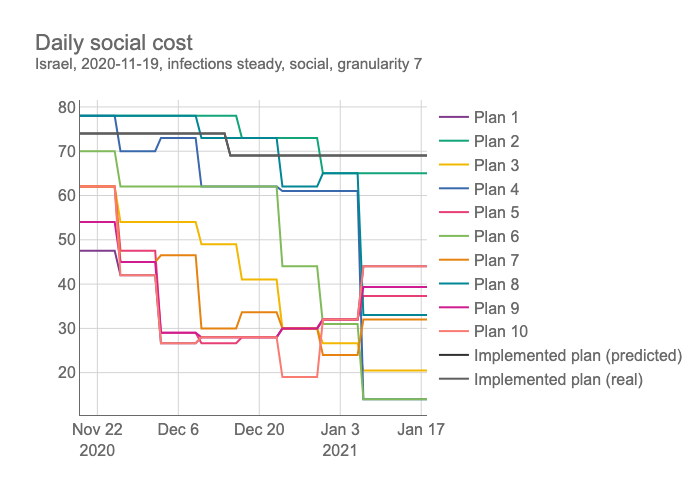 Daily social cost
Israel, 2020-11-19, infections steady, social, granularity 7
80
70
60
50
40
30
20
Nov 22
2020
Dec 6
Dec 20
Jan 3
2021
Jan 17
Plan 1
Plan 2
Plan 3
Plan 4
Plan 5
Plan 6
Plan 7
Plan 8
Plan 9
Plan 10
Implemented plan (predicted)
Implemented plan (real)